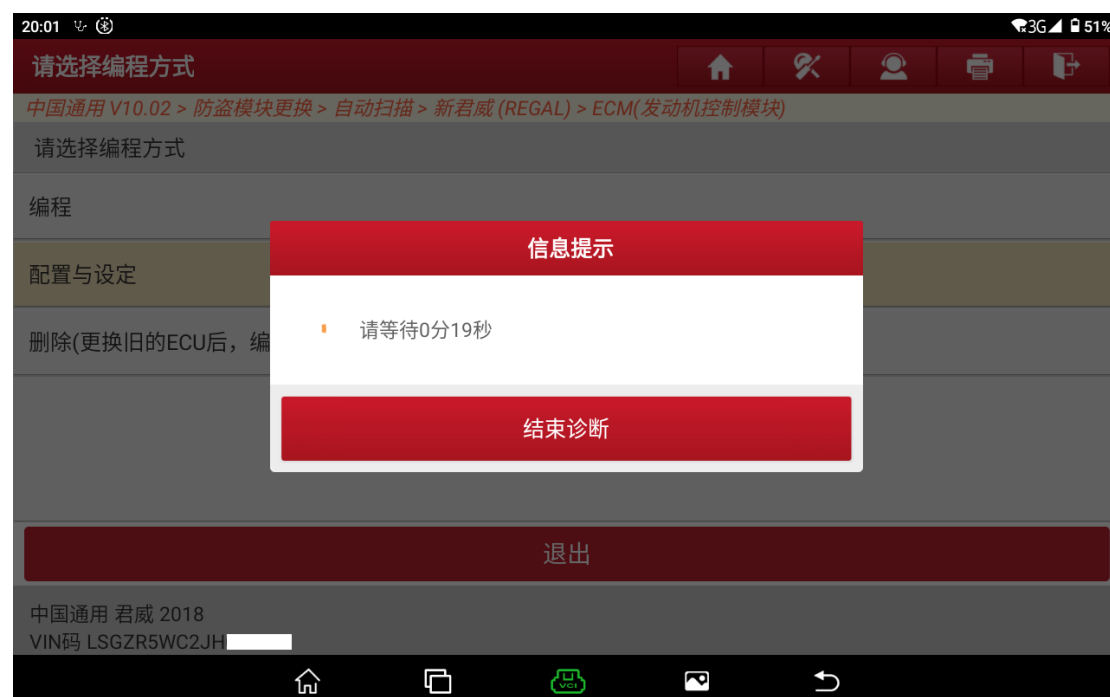 20:01 3G 51%
请选择编程方式
中国通用 V10.02 > 防盗模块更换 > 自动扫描 > 新君威 (REGAL) > ECM(发动机控制模块)
请选择编程方式
编程
信息提示
配置与设定
请等待0分19秒
删除(更换旧的ECU后，编
结束诊断
退出
中国通用 君威 2018
VIN码 LSGZR5WC2JH
VCI